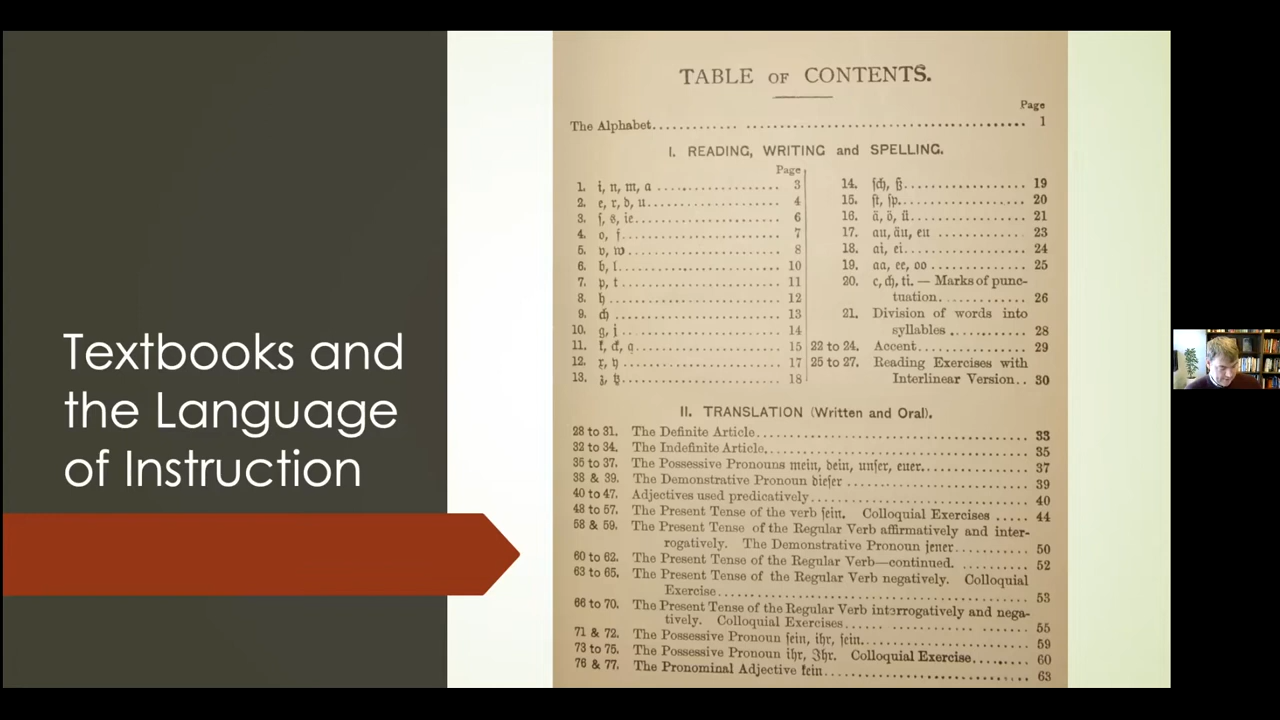 Textbooks and
the Language
of Instruction
TABLE OF CONTENTS.
Page
The Alphabet.......... .......................................... 1
I. READING, WRITING and SPELLING.
Page
1. i, n, m, a .................... 3
2. e, r, d, u.................... 4
3. ſ, s, ie.................... 6
4. o, f.................... 7
5. v, w.................... 8
6. b, l.................... 10
7. p, t.................... 11
8. h.................... 12
9. ch.................... 13
10. g, j.................... 14
11. k, ck, q.................... 15
12. x, y.................... 17
13. z, tz.................... 18
14. ſch, ß.................... 19
15. ſt, ſp.................... 20
16. ä, ö, ü.................... 21
17. au, äu, eu .................... 23
18. ai, ei.................... 24
19. aa, ee, oo .................... 25
20. c, ch, ti. — Marks of punc-
tuation............. 26
21. Division of words into
syllables ............ 28
22 to 24. Accent.................... 29
25 to 27. Reading Exercises with
Interlinear Version.. 30
II. TRANSLATION (Written and Oral).
28 to 31. The Definite Article.................... 33
32 to 34. The Indefinite Article.................... 35
35 to 37. The Possessive Pronouns mein, dein, unſer, euer.................... 37
38 & 39. The Demonstrative Pronoun dieſer .................... 39
40 to 47. Adjectives used predicatively.................... 40
48 to 57. The Present Tense of the verb ſein. Colloquial Exercises ..... 44
58 & 59. The Present Tense of the Regular Verb affirmatively and inter-
rogatively. The Demonstrative Pronoun jener............ 50
60 to 62. The Present Tense of the Regular Verb—continued. .......... 52
63 to 65. The Present Tense of the Regular Verb negatively. Colloquial
Exercise.................... 53
66 to 70. The Present Tense of the Regular Verb interrogatively and nega-
tively. Colloquial Exercises.................... 55
71 & 72. The Possessive Pronoun ſein, ihr, ſein.................... 59
73 to 75. The Possessive Pronoun ihr, Ihr. Colloquial Exercise....... 60
76 & 77. The Pronominal Adjective kein.................... 63